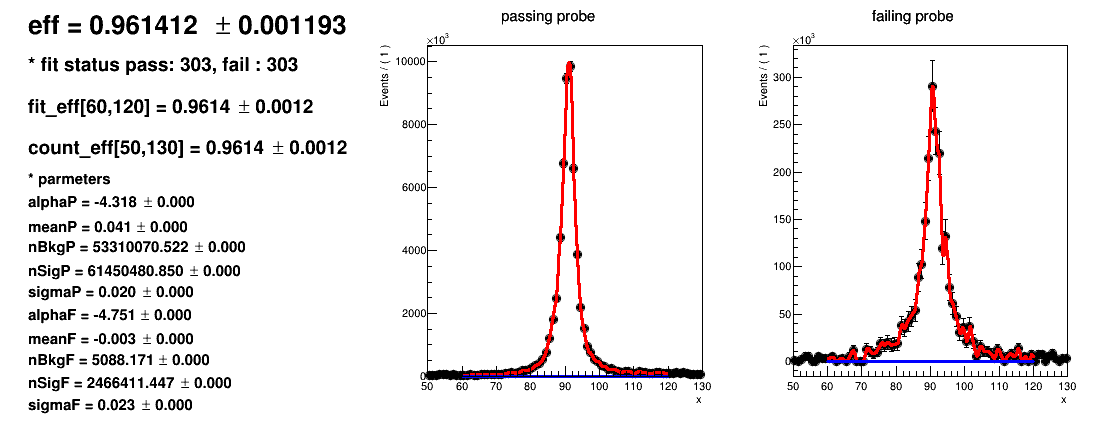 eff = 0.961412 ± 0.001193
* fit status pass: 303, fail : 303
fit_eff[60,120] = 0.9614 ± 0.0012
count_eff[50,130] = 0.9614 ± 0.0012
* parmeters
alphaP = -4.318 ± 0.000
meanP = 0.041 ± 0.000
nBkgP = 53310070.522 ± 0.000
nSigP = 61450480.850 ± 0.000
sigmaP = 0.020 ± 0.000
alphaF = -4.751 ± 0.000
meanF = -0.003 ± 0.000
nBkgF = 5088.171 ± 0.000
nSigF = 2466411.447 ± 0.000
sigmaF = 0.023 ± 0.000
passing probe
×10³
Events / ( 1 )
10000
8000
6000
4000
2000
0
50 60 70 80 90 100 110 120 130
x
failing probe
×10³
Events / ( 1 )
300
250
200
150
100
50
0
50 60 70 80 90 100 110 120 130
x